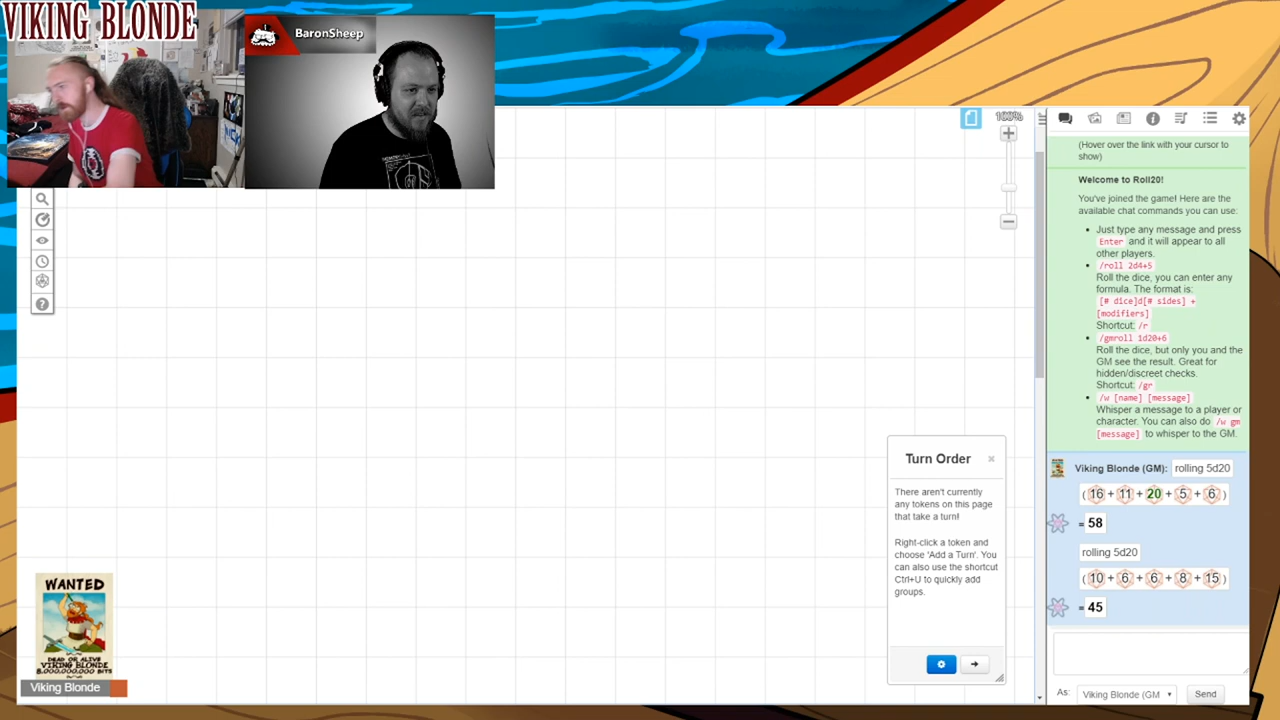 VIKING BLONDE
BaronSheep
100%
(Hover over the link with your cursor to
show)
Welcome to Roll20!
You've joined the game! Here are the
available chat commands you can use:
Just type any message and press
Enter and it will appear to all
other players.
/roll 2d4+5
Roll the dice, you can enter any
formula. The format is:
[# dice]d[# sides] +
[modifiers]
Shortcut: /r
/gmroll 1d20+6
Roll the dice, but only you and the
GM see the result. Great for
hidden/discreet checks.
Shortcut: /gr
/w [name] [message]
Whisper a message to a player or
character. You can also do /w gm
[message] to whisper to the GM.
Viking Blonde (GM): rolling 5d20
(16+11+20+5+6)
= 58
rolling 5d20
(10+6+6+8+15)
= 45
Turn Order ×
There aren't currently
any tokens on this page
that take a turn!
Right-click a token and
choose 'Add a Turn'. You
can also use the shortcut
Ctrl+U to quickly add
groups.
WANTED
DEAD OR ALIVE
VIKING BLONDE
8.000.000.000 BITS
Viking Blonde
As: Viking Blonde (GM
Send